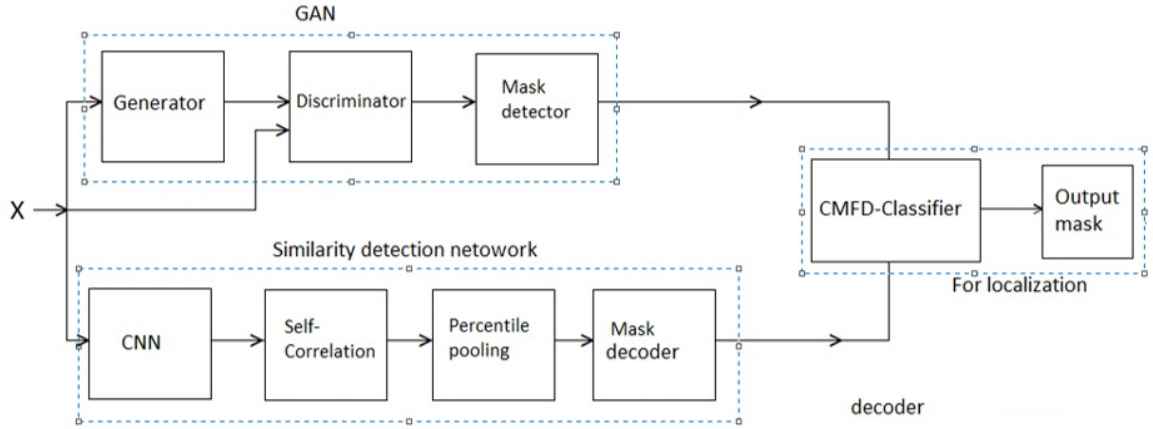 GAN
Generator
Discriminator
Mask
detector
X
CMFD-Classifier
Output
mask
For localization
Similarity detection netowork
CNN
Self-
Correlation
Percentile
pooling
Mask
decoder
decoder